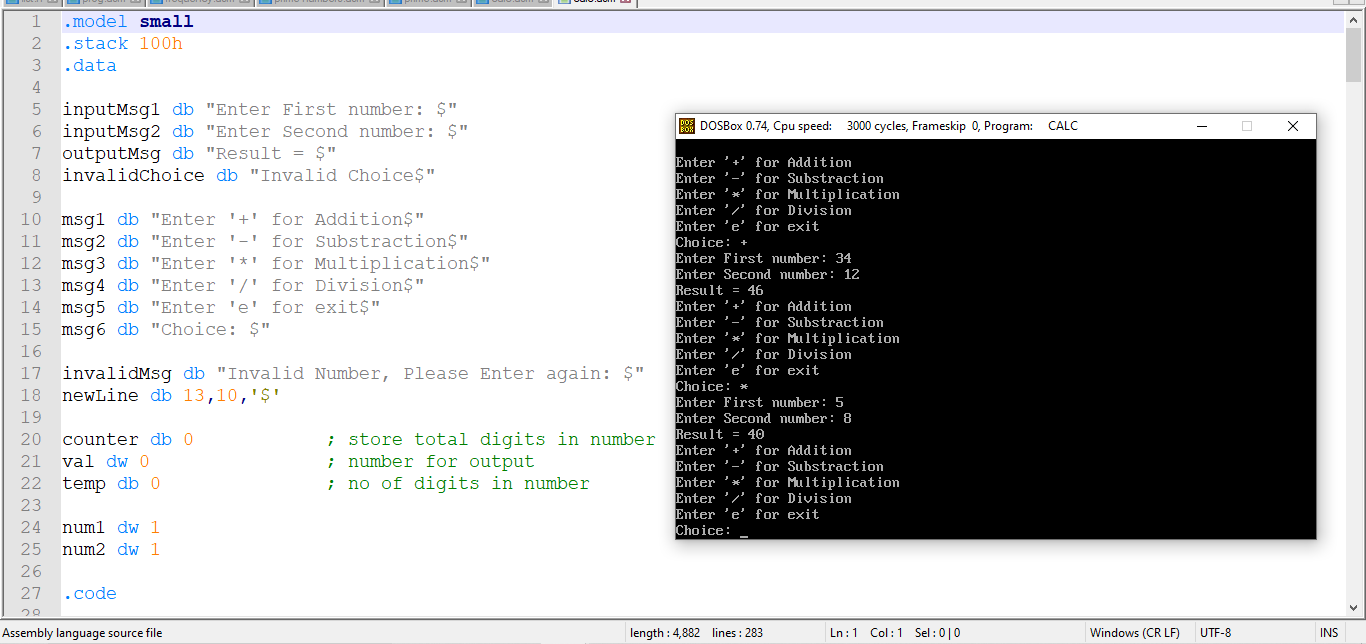 1 .model small
2 .stack 100h
3 .data
4
5 inputMsg1 db "Enter First number: $"
6 inputMsg2 db "Enter Second number: $"
7 outputMsg db "Result = $"
8 invalidChoice db "Invalid Choice$"
9
10 msg1 db "Enter '+' for Addition$"
11 msg2 db "Enter '-' for Substraction$"
12 msg3 db "Enter '*' for Multiplication$"
13 msg4 db "Enter '/' for Division$"
14 msg5 db "Enter 'e' for exit$"
15 msg6 db "Choice: $"
16
17 invalidMsg db "Invalid Number, Please Enter again: $"
18 newLine db 13,10,'$'
19
20 counter db 0 ; store total digits in number
21 val dw 0 ; number for output
22 temp db 0 ; no of digits in number
23
24 num1 dw 1
25 num2 dw 1
26
27 .code
28
DOSBox 0.74, Cpu speed: 3000 cycles, Frameskip 0, Program: CALC
Enter '+' for Addition
Enter '-' for Substraction
Enter '*' for Multiplication
Enter '/' for Division
Enter 'e' for exit
Choice: +
Enter First number: 34
Enter Second number: 12
Result = 46
Enter '+' for Addition
Enter '-' for Substraction
Enter '*' for Multiplication
Enter '/' for Division
Enter 'e' for exit
Choice: *
Enter First number: 5
Enter Second number: 8
Result = 40
Enter '+' for Addition
Enter '-' for Substraction
Enter '*' for Multiplication
Enter '/' for Division
Enter 'e' for exit
Choice: _
Assembly language source file length : 4,882 lines : 283 Ln : 1 Col : 1 Sel : 0 | 0 Windows (CR LF) UTF-8 INS